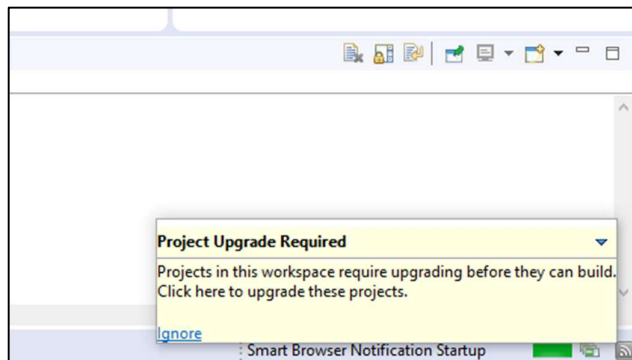 Project Upgrade Required
Projects in this workspace require upgrading before they can build.
Click here to upgrade these projects.
Ignore
Smart Browser Notification Startup